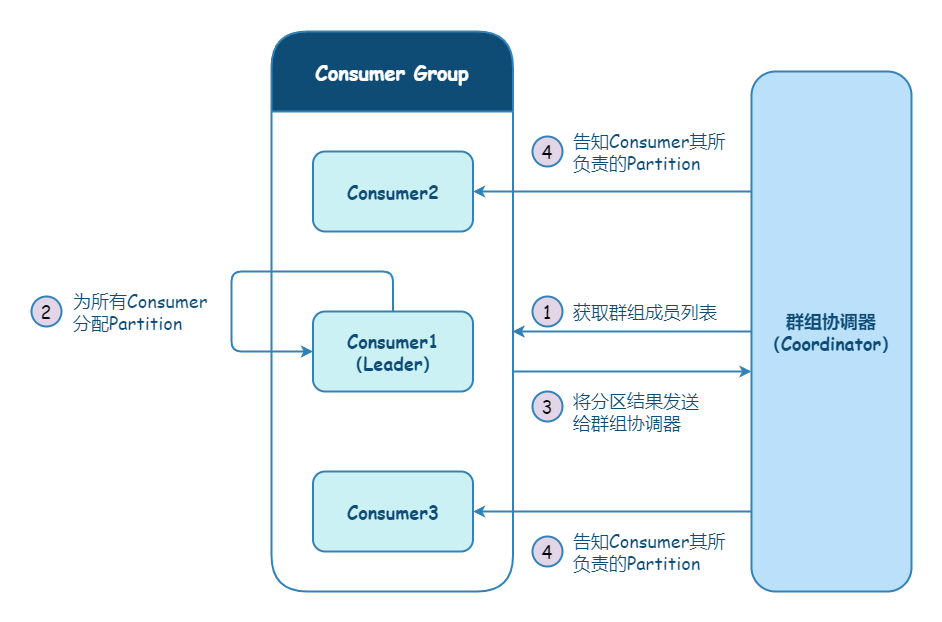 Consumer Group
4
告知Consumer其所
负责的Partition
Consumer2
2
为所有Consumer
分配Partition
Consumer1
(Leader)
1
获取群组成员列表
群组协调器
(Coordinator)
3
将分区结果发送
给群组协调器
Consumer3
4
告知Consumer其所
负责的Partition